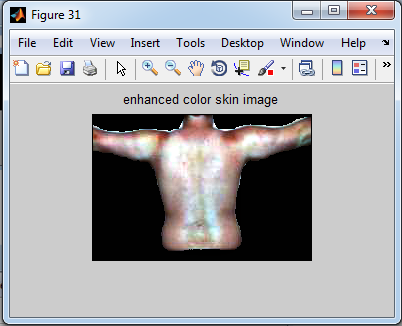 Figure 31
File Edit View Insert Tools Desktop Window Help
enhanced color skin image